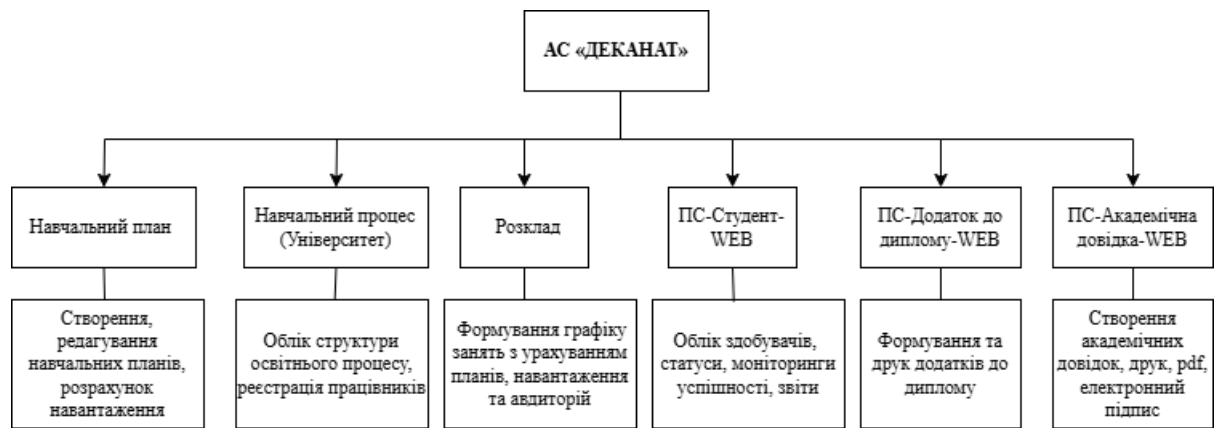 АС «ДЕКАНАТ»
Навчальний план
Навчальний процес
(Університет)
Розклад
ПС-Студент-
WEB
ПС-Додаток до
диплому-WEB
ПС-Академічна
довідка-WEB
Створення,
редагування
навчальних планів,
розрахунок
навантаження
Облік структури
освітнього процесу,
реєстрація працівників
Формування графіку
занять з урахуванням
планів, навантаження
та авдиторій
Облік здобувачів,
статуси, моніторинги
успішності, звіти
Формування та
друк додатків до
диплому
Створення
академічних
довідок, друк, pdf,
електронний
підпис